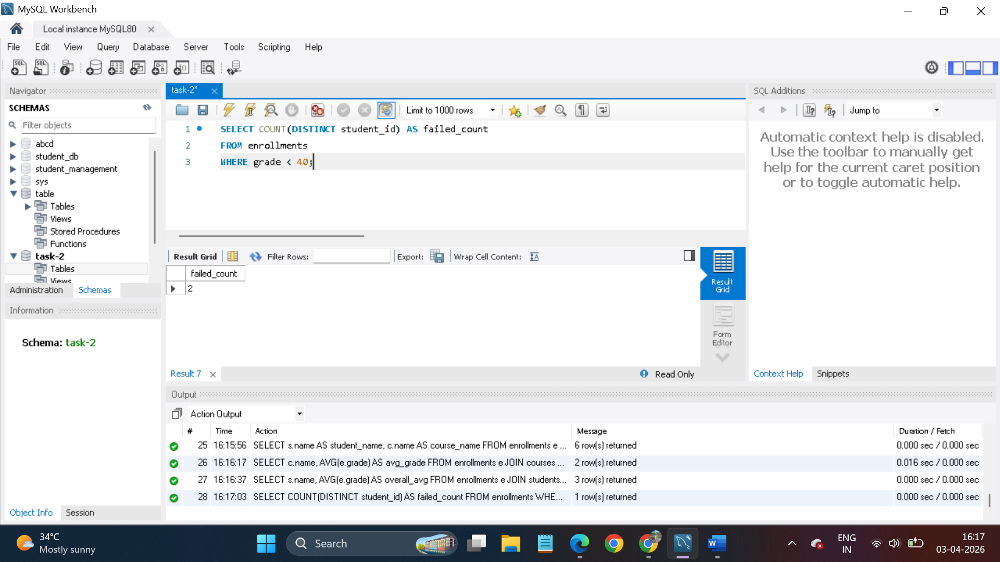 MySQL Workbench
Local instance MySQL80
File Edit View Query Database Server Tools Scripting Help
Navigator
SCHEMAS
Filter objects
abcd
student_db
student_management
sys
table
Tables
Views
Stored Procedures
Functions
task-2
Tables
Views
Administration Schemas
Information
Schema: task-2
Object Info Session
task-2*
Limit to 1000 rows
1 SELECT COUNT(DISTINCT student_id) AS failed_count
2 FROM enrollments
3 WHERE grade < 40;
Result Grid Filter Rows: Export: Wrap Cell Content:
failed_count
2
Result Grid
Form Editor
Result 7
Read Only
SQL Additions
Jump to
Automatic context help is disabled.
Use the toolbar to manually get
help for the current caret position
or to toggle automatic help.
Context Help Snippets
Output
Action Output
# Time Action Message Duration / Fetch
25 16:15:56 SELECT s.name AS student_name, c.name AS course_name FROM enrollments e ... 6 row(s) returned 0.000 sec / 0.000 sec
26 16:16:17 SELECT c.name, AVG(e.grade) AS avg_grade FROM enrollments e JOIN courses ... 2 row(s) returned 0.016 sec / 0.000 sec
27 16:16:37 SELECT s.name, AVG(e.grade) AS overall_avg FROM enrollments e JOIN students... 3 row(s) returned 0.000 sec / 0.000 sec
28 16:17:03 SELECT COUNT(DISTINCT student_id) AS failed_count FROM enrollments WHE... 1 row(s) returned 0.000 sec / 0.000 sec
34°C
Mostly sunny
Search
ENG
IN
16:17
03-04-2026